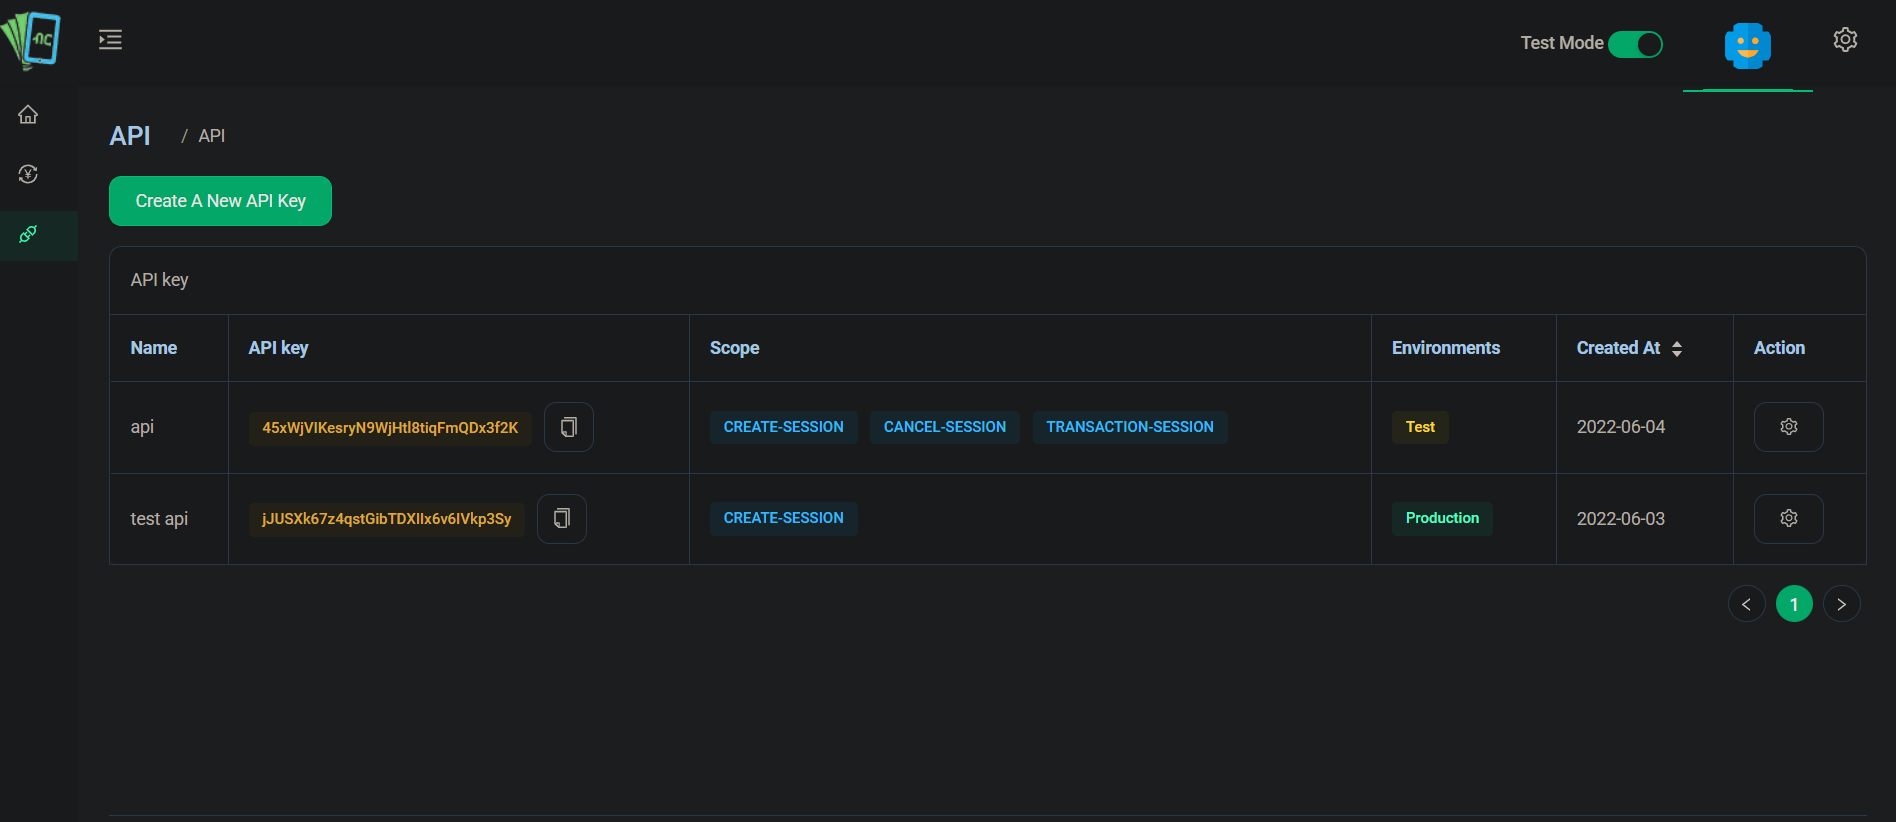 nc
Test Mode
API / API
Create A New API Key
API key
Name API key Scope Environments Created At Action
api 45xWjVIKesryN9WjHtl8tiqFmQDx3f2K CREATE-SESSION CANCEL-SESSION TRANSACTION-SESSION Test 2022-06-04
test api jJUSXk67z4qstGibTDXIlx6v6IVkp3Sy CREATE-SESSION Production 2022-06-03
< 1 >